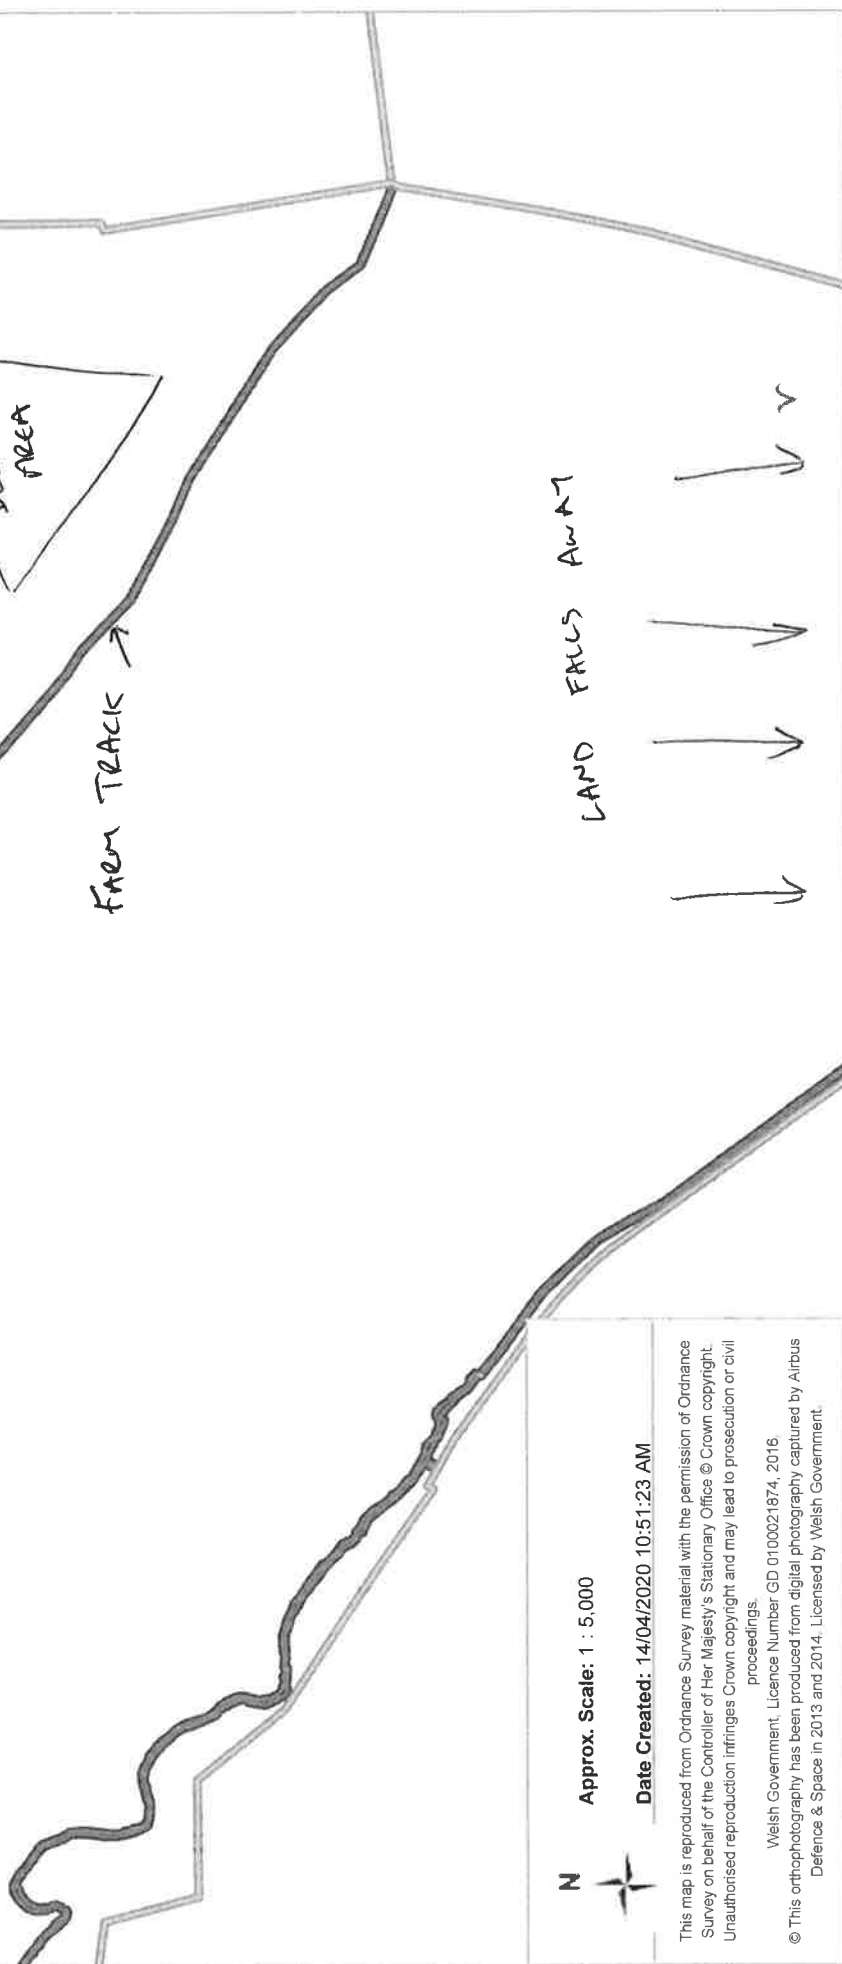 AREA
FARM TRACK
LAND FALLS AWAY
N
Approx. Scale: 1 : 5,000
Date Created: 14/04/2020 10:51:23 AM
This map is reproduced from Ordnance Survey material with the permission of Ordnance
Survey on behalf of the Controller of Her Majesty's Stationary Office © Crown copyright.
Unauthorised reproduction infringes Crown copyright and may lead to prosecution or civil
proceedings.
Welsh Government, Licence Number GD 0100021874, 2016.
© This orthophotography has been produced from digital photography captured by Airbus
Defence & Space in 2013 and 2014. Licensed by Welsh Government.